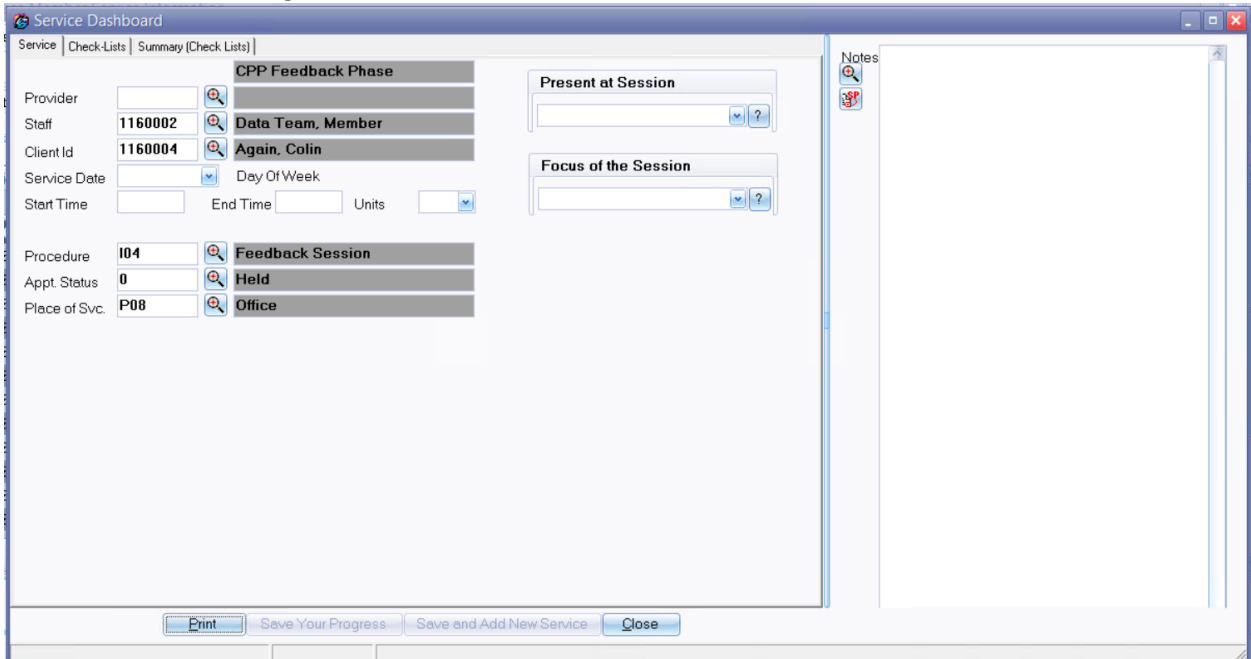 Service Dashboard
Service Check-Lists Summary (Check Lists)
CPP Feedback Phase
Provider
Staff 1160002 Data Team, Member
Client Id 1160004 Again, Colin
Service Date Day Of Week
Start Time End Time Units
Procedure I04 Feedback Session
Appt. Status 0 Held
Place of Svc. P08 Office
Present at Session
?
Focus of the Session
?
Notes
SP
Print Save Your Progress Save and Add New Service Close